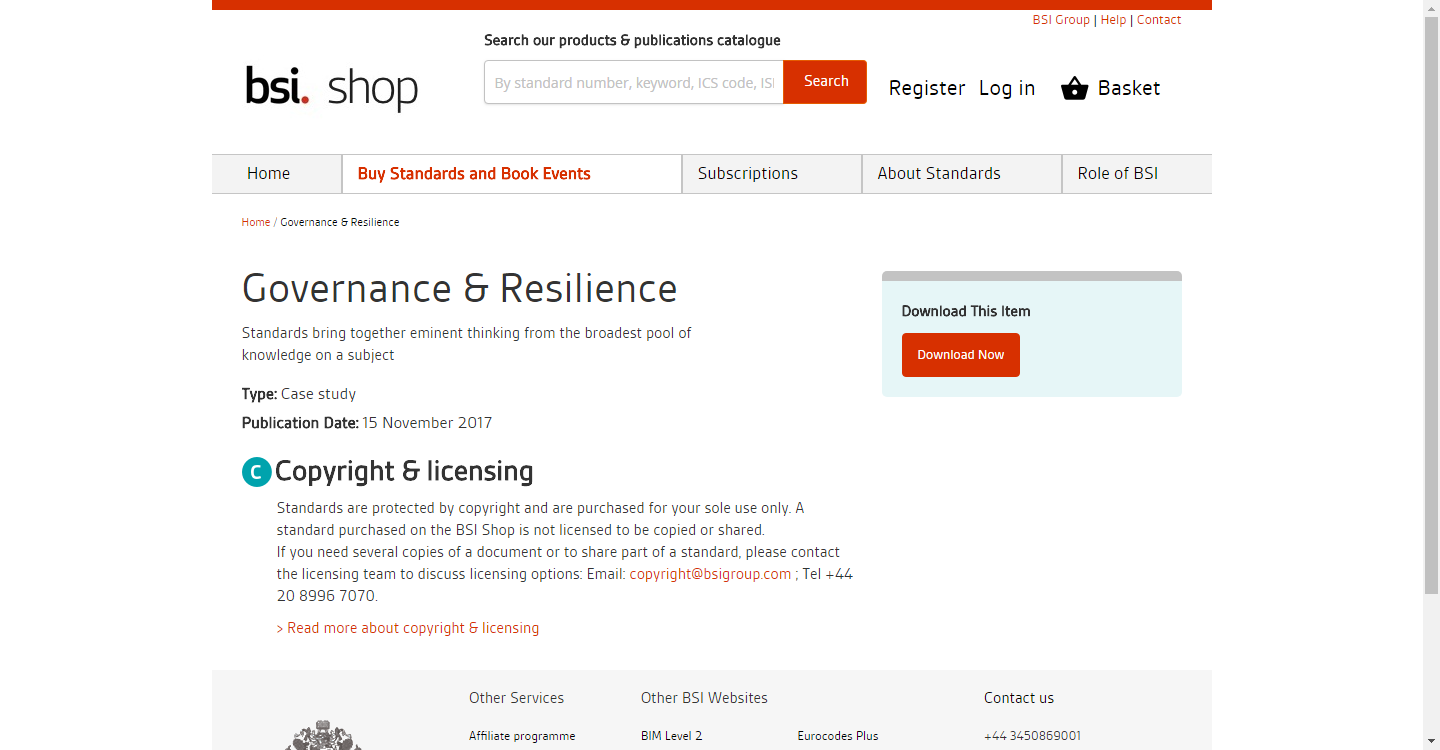 BSI Group | Help | Contact
Search our products & publications catalogue
bsi. shop
By standard number, keyword, ICS code, ISI
Search
Register Log in Basket
Home
Buy Standards and Book Events
Subscriptions
About Standards
Role of BSI
Home / Governance & Resilience
Governance & Resilience
Standards bring together eminent thinking from the broadest pool of
knowledge on a subject
Type: Case study
Publication Date: 15 November 2017
Download This Item
Download Now
C Copyright & licensing
Standards are protected by copyright and are purchased for your sole use only. A
standard purchased on the BSI Shop is not licensed to be copied or shared.
If you need several copies of a document or to share part of a standard, please contact
the licensing team to discuss licensing options: Email: copyright@bsigroup.com ; Tel +44
20 8996 7070.
> Read more about copyright & licensing
Other Services
Affiliate programme
Other BSI Websites
BIM Level 2
Eurocodes Plus
Contact us
+44 3450869001